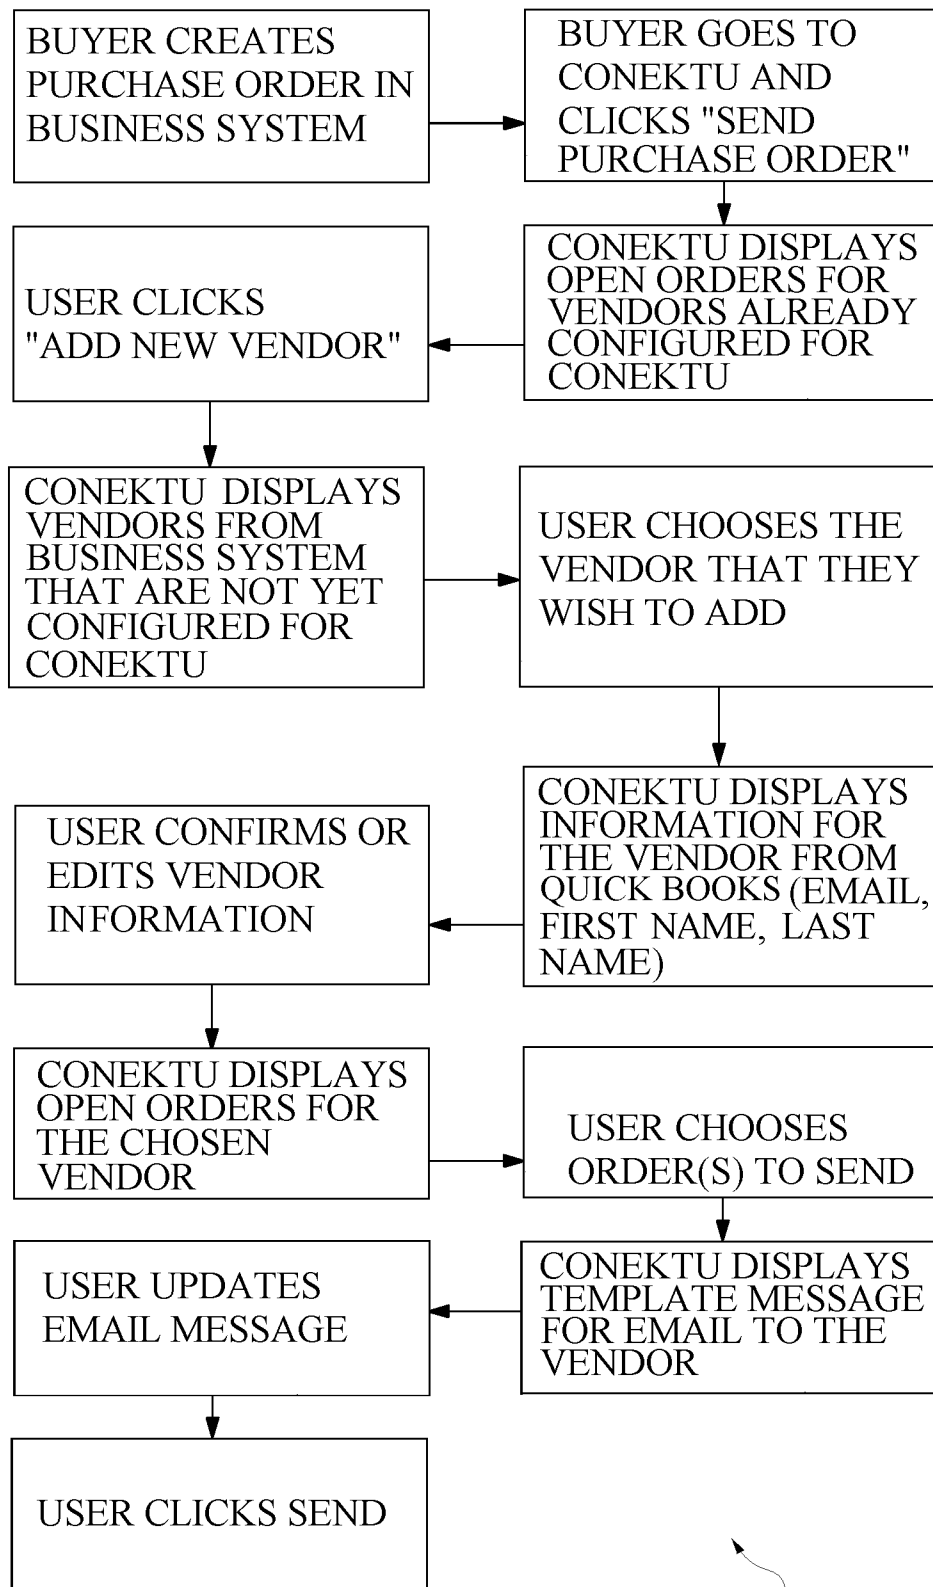 BUYER CREATES
PURCHASE ORDER IN
BUSINESS SYSTEM
BUYER GOES TO
CONEKTU AND
CLICKS "SEND
PURCHASE ORDER"
CONEKTU DISPLAYS
OPEN ORDERS FOR
VENDORS ALREADY
CONFIGURED FOR
CONEKTU
USER CLICKS
"ADD NEW VENDOR"
CONEKTU DISPLAYS
VENDORS FROM
BUSINESS SYSTEM
THAT ARE NOT YET
CONFIGURED FOR
CONEKTU
USER CHOOSES THE
VENDOR THAT THEY
WISH TO ADD
CONEKTU DISPLAYS
INFORMATION FOR
THE VENDOR FROM
QUICK BOOKS (EMAIL,
FIRST NAME, LAST
NAME)
USER CONFIRMS OR
EDITS VENDOR
INFORMATION
CONEKTU DISPLAYS
OPEN ORDERS FOR
THE CHOSEN
VENDOR
USER CHOOSES
ORDER(S) TO SEND
CONEKTU DISPLAYS
TEMPLATE MESSAGE
FOR EMAIL TO THE
VENDOR
USER UPDATES
EMAIL MESSAGE
USER CLICKS SEND